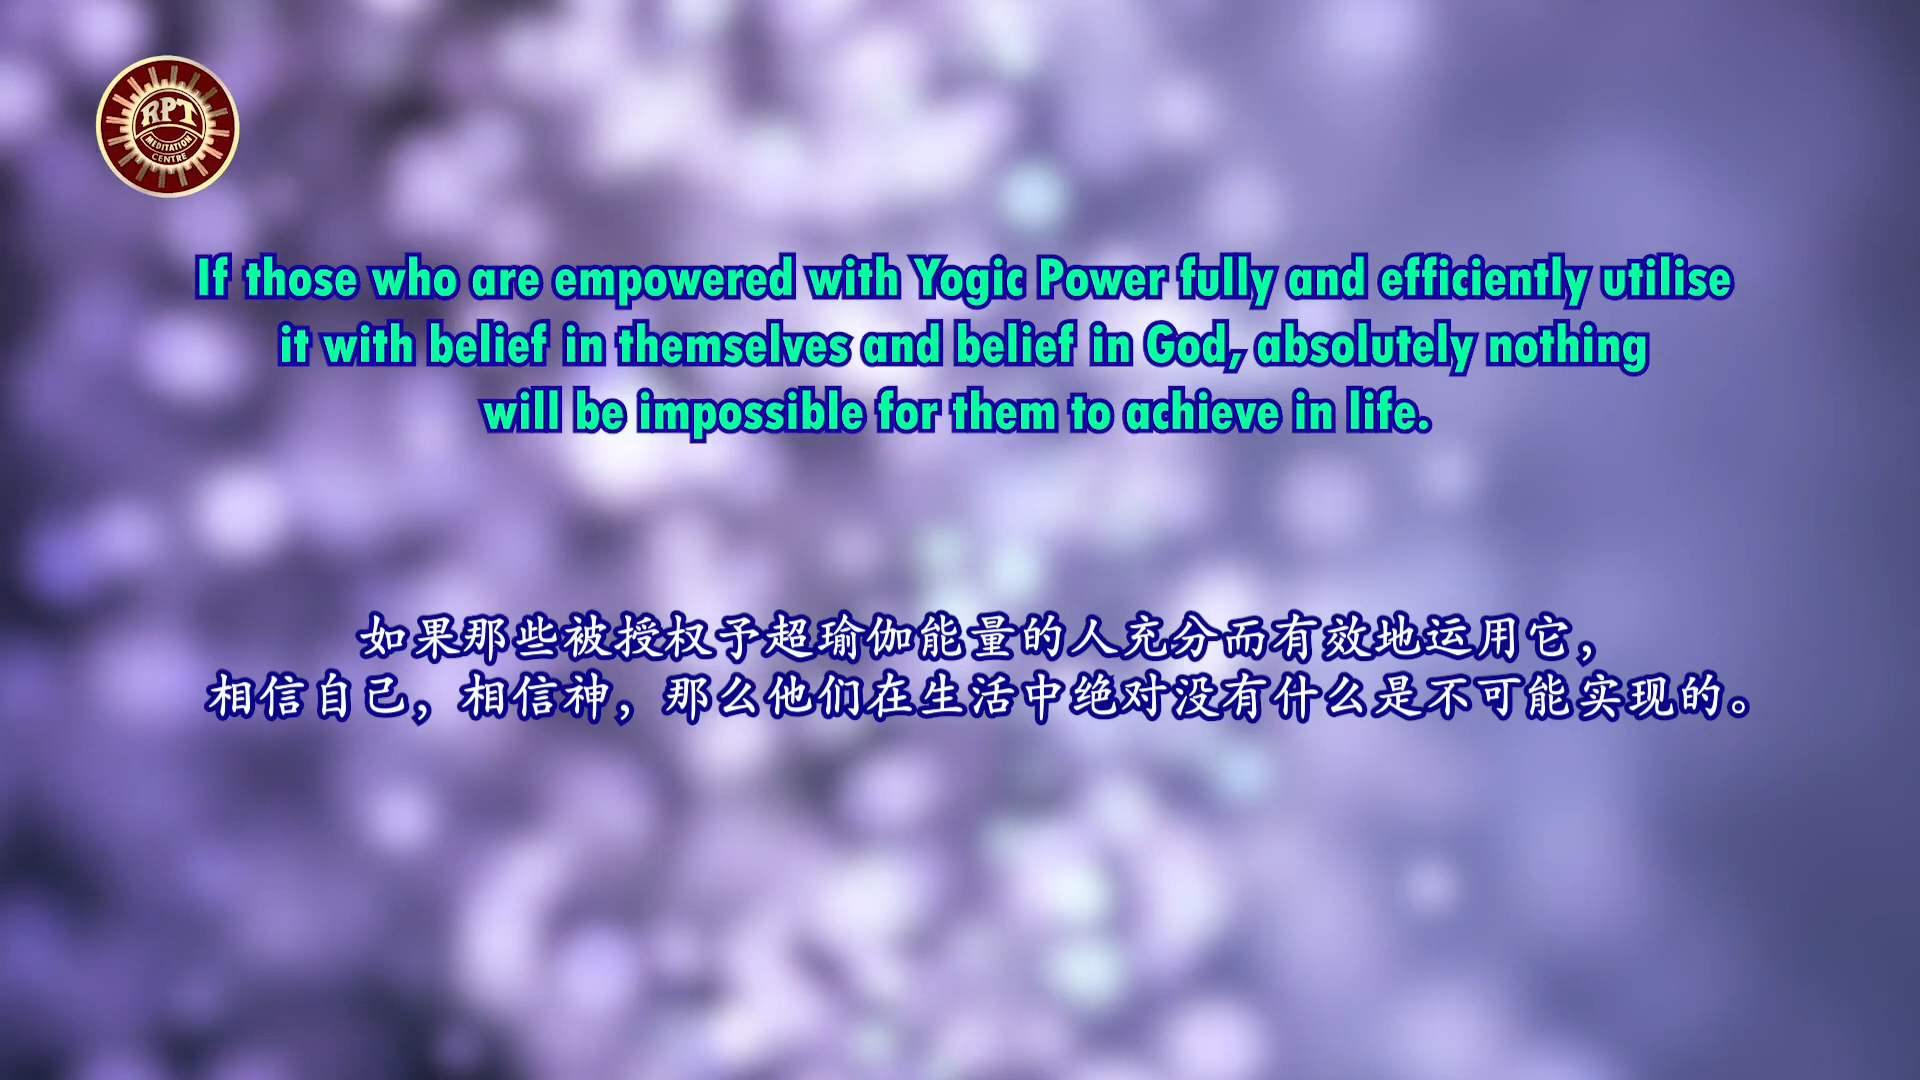 RPT
MEDITATION
CENTRE
If those who are empowered with Yogic Power fully and efficiently utilise
it with belief in themselves and belief in God, absolutely nothing
will be impossible for them to achieve in life.
如果那些被授权予超瑜伽能量的人充分而有效地运用它，
相信自己，相信神，那么他们在生活中绝对没有什么是不可能实现的。